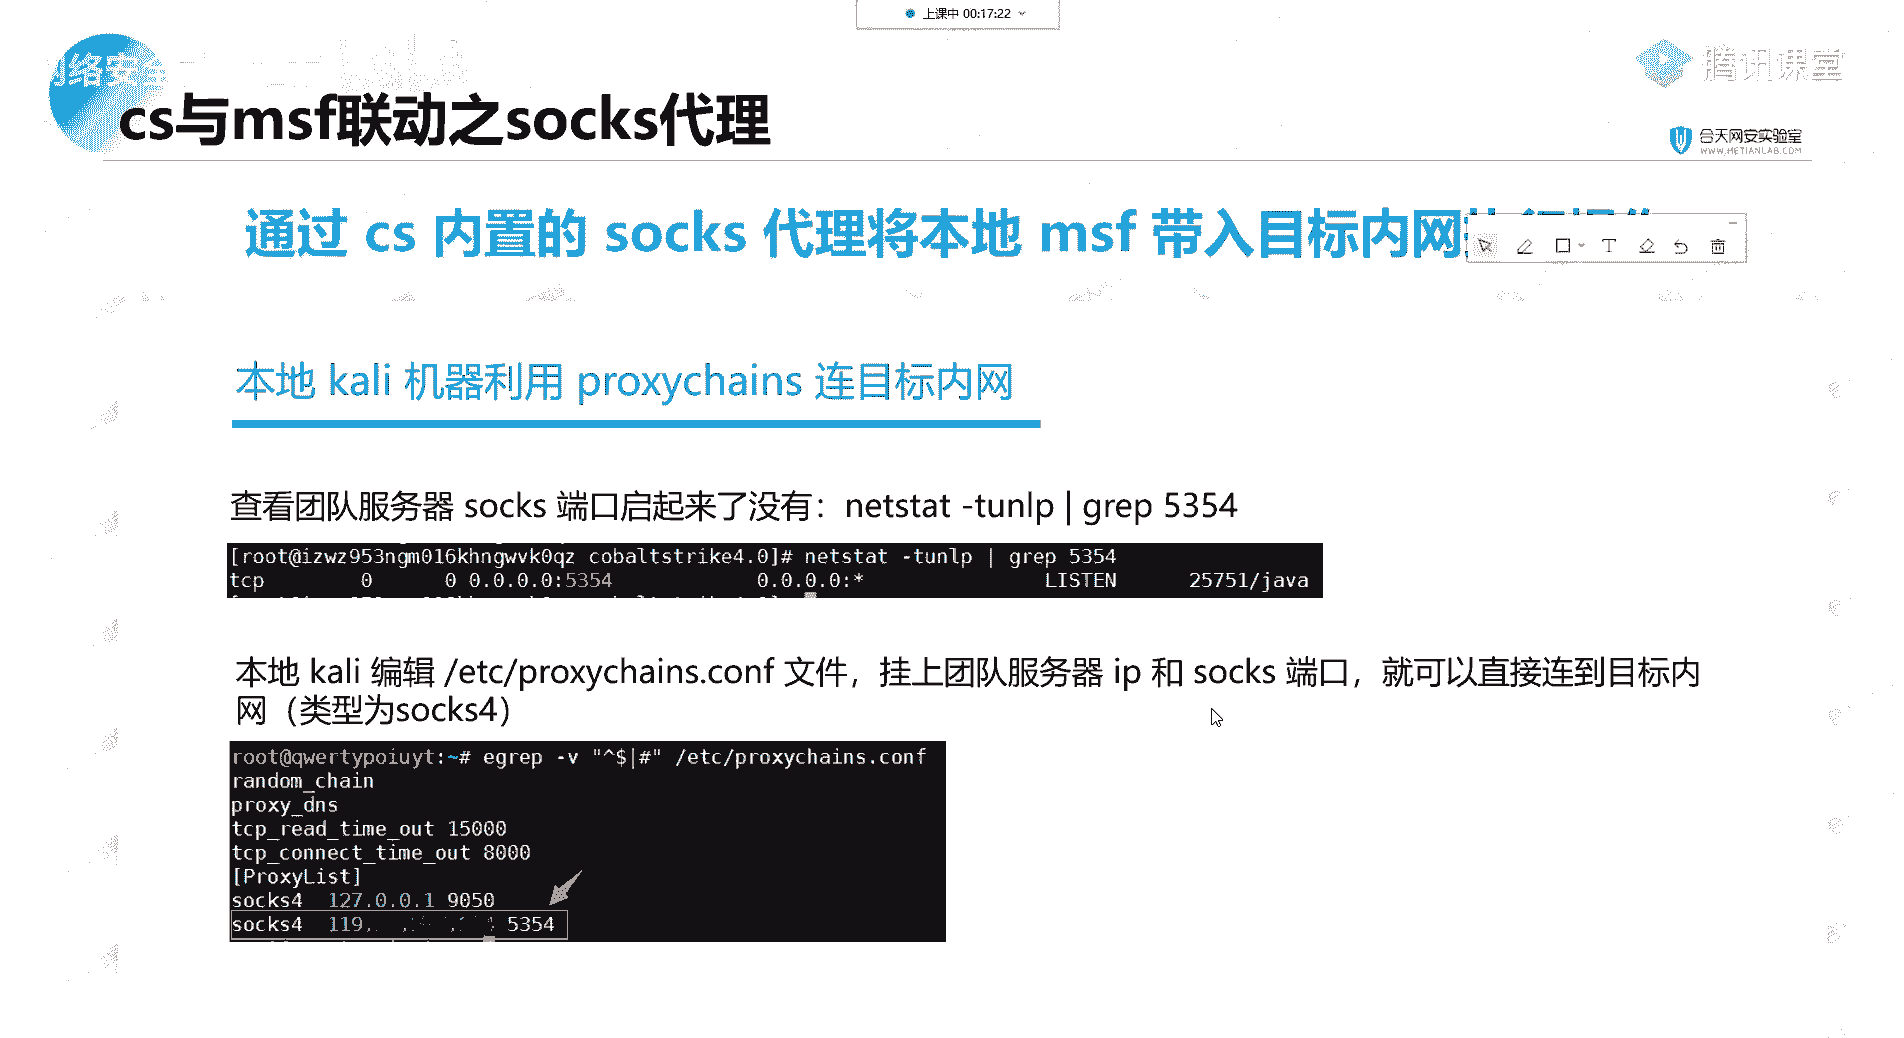 上课中 00:17:22
络安
腾讯课堂
cs与msf联动之socks代理
合天网安实验室
WWW.HETIANLAB.COM
通过 cs 内置的 socks 代理将本地 msf 带入目标内网
本地 kali 机器利用 proxychains 连目标内网
查看团队服务器 socks 端口启起来了没有：netstat -tunlp | grep 5354
[root@izwz953ngm016khngwvk0qz cobaltstrike4.0]# netstat -tunlp | grep 5354
tcp 0 0 0.0.0.0:5354 0.0.0.0:* LISTEN 25751/java
本地 kali 编辑 /etc/proxychains.conf 文件，挂上团队服务器 ip 和 socks 端口，就可以直接连到目标内
网（类型为socks4）
root@qwertypoiuyt:~# egrep -v "^$|#" /etc/proxychains.conf
random_chain
proxy_dns
tcp_read_time_out 15000
tcp_connect_time_out 8000
[ProxyList]
socks4 127.0.0.1 9050
socks4 119. 5354